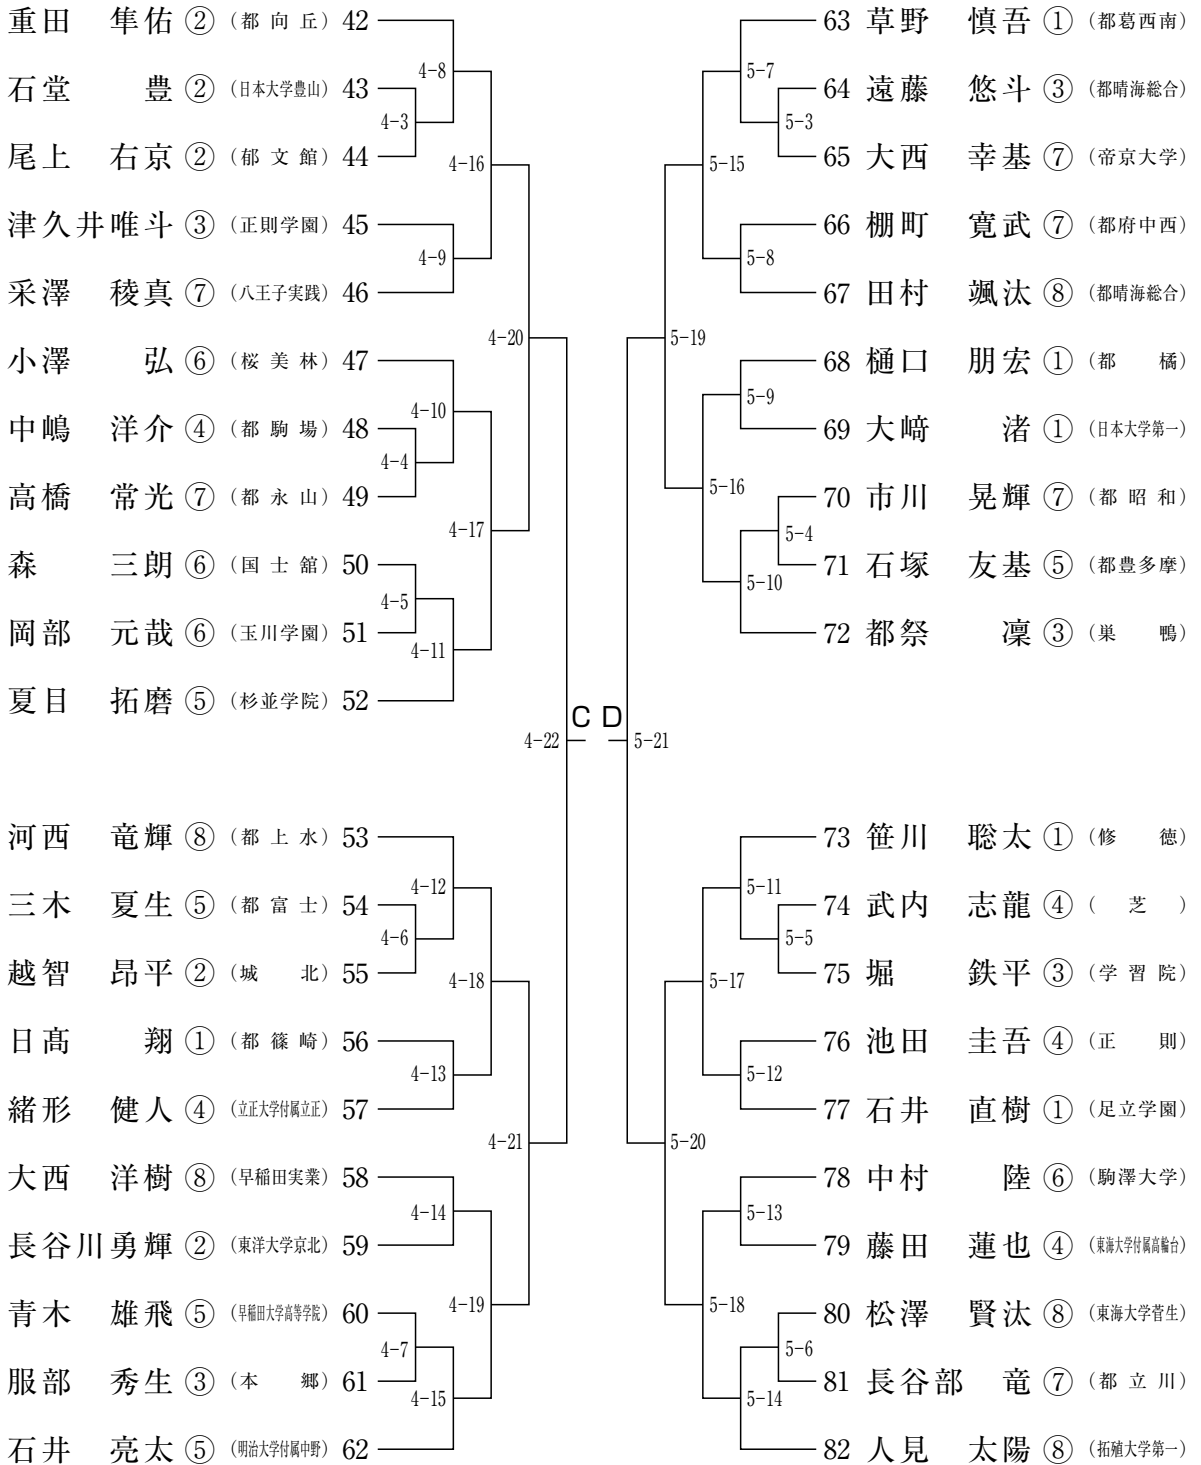 重田 隼佑 ② （都向丘） 42
4-8
石堂 豊 ② （日本大学豊山） 43
4-3
尾上 右京 ② （郁文館） 44
4-16
津久井唯斗 ③ （正則学園） 45
4-9
采澤 稜真 ⑦ （八王子実践） 46
4-20
小澤 弘 ⑥ （桜美林） 47
4-10
中嶋 洋介 ④ （都駒場） 48
4-4
高橋 常光 ⑦ （都永山） 49
4-17
森 三朗 ⑥ （国士舘） 50
4-5
岡部 元哉 ⑥ （玉川学園） 51
4-11
夏目 拓磨 ⑤ （杉並学院） 52
C
4-22
河西 竜輝 ⑧ （都上水） 53
4-12
三木 夏生 ⑤ （都富士） 54
4-6
越智 昂平 ② （城北） 55
4-18
日髙 翔 ① （都篠崎） 56
4-13
緒形 健人 ④ （立正大学付属立正） 57
4-21
大西 洋樹 ⑧ （早稲田実業） 58
4-14
長谷川勇輝 ② （東洋大学京北） 59
青木 雄飛 ⑤ （早稲田大学高等学院） 60
4-19
4-7
服部 秀生 ③ （本郷） 61
4-15
石井 亮太 ⑤ （明治大学付属中野） 62
63 草野 慎吾 ① （都葛西南）
5-7
64 遠藤 悠斗 ③ （都晴海総合）
5-3
65 大西 幸基 ⑦ （帝京大学）
5-15
66 棚町 寛武 ⑦ （都府中西）
5-8
67 田村 颯汰 ⑧ （都晴海総合）
5-19
68 樋口 朋宏 ① （都橘）
5-9
69 大﨑 渚 ① （日本大学第一）
5-16
70 市川 晃輝 ⑦ （都昭和）
5-4
71 石塚 友基 ⑤ （都豊多摩）
5-10
72 都祭 凜 ③ （巣鴨）
D
5-21
73 笹川 聡太 ① （修徳）
5-11
74 武内 志龍 ④ （芝）
5-5
75 堀 鉄平 ③ （学習院）
5-17
76 池田 圭吾 ④ （正則）
5-12
77 石井 直樹 ① （足立学園）
5-20
78 中村 陸 ⑥ （駒澤大学）
5-13
79 藤田 蓮也 ④ （東海大学付属高輪台）
5-18
80 松澤 賢汰 ⑧ （東海大学菅生）
5-6
81 長谷部 竜 ⑦ （都立川）
5-14
82 人見 太陽 ⑧ （拓殖大学第一）